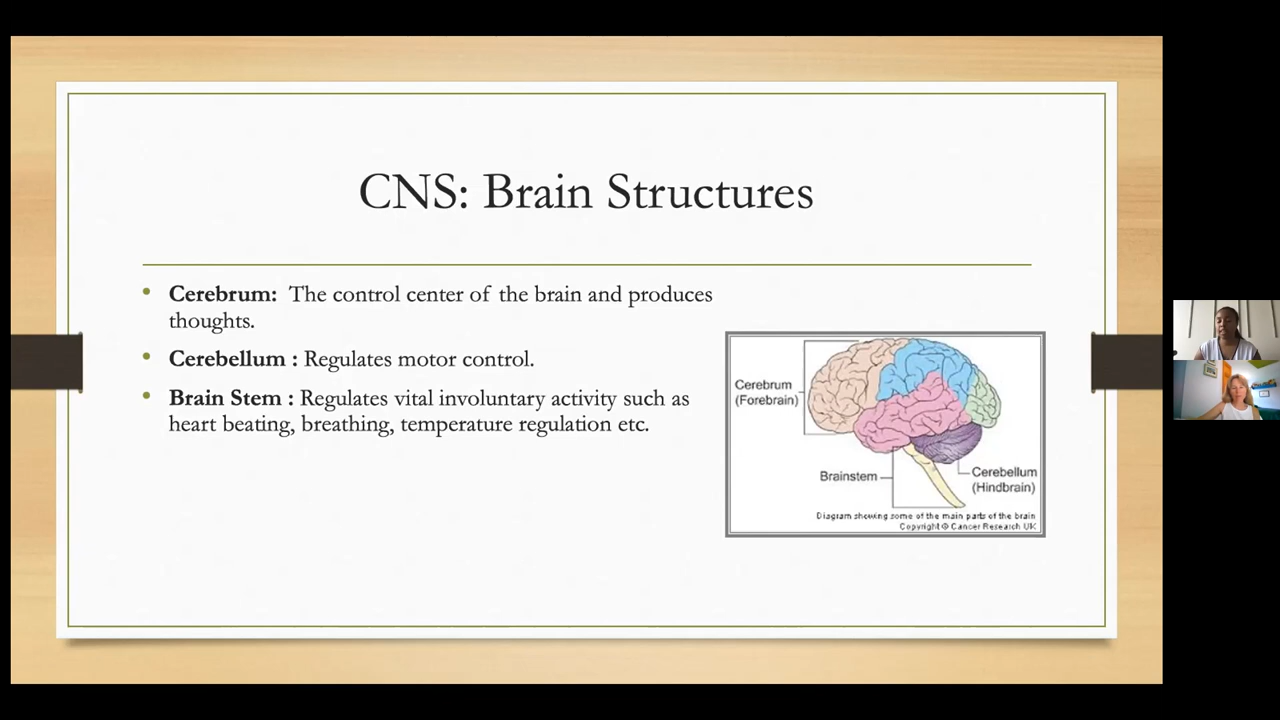 CNS: Brain Structures
• Cerebrum: The control center of the brain and produces
thoughts.
• Cerebellum : Regulates motor control.
• Brain Stem : Regulates vital involuntary activity such as
heart beating, breathing, temperature regulation etc.
Cerebrum
(Forebrain)
Brainstem
Cerebellum
(Hindbrain)
Diagram showing some of the main parts of the brain
Copyright © Cancer Research UK